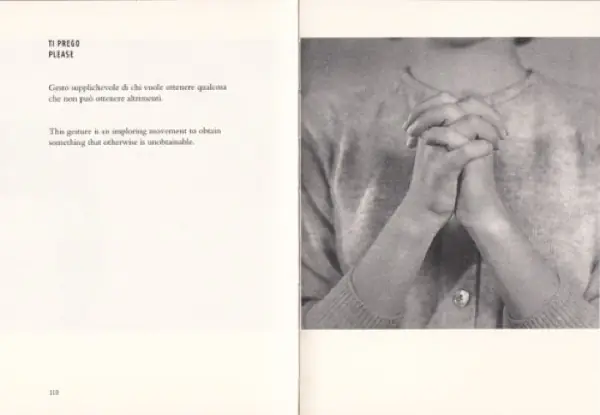 TI PREGO
PLEASE
Gesto supplichevole di chi vuole ottenere qualcosa
che non può ottenere altrimenti.
This gesture is an imploring movement to obtain
something that otherwise is unobtainable.
110